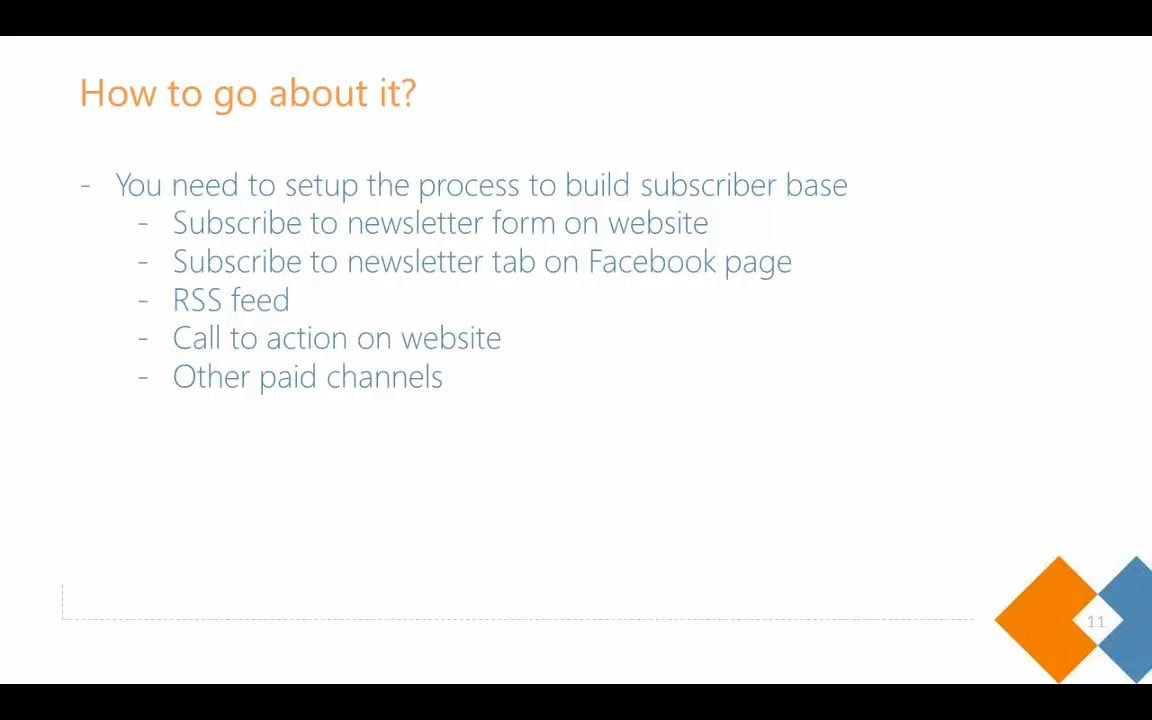 How to go about it?
- You need to setup the process to build subscriber base
- Subscribe to newsletter form on website
- Subscribe to newsletter tab on Facebook page
- RSS feed
- Call to action on website
- Other paid channels
11